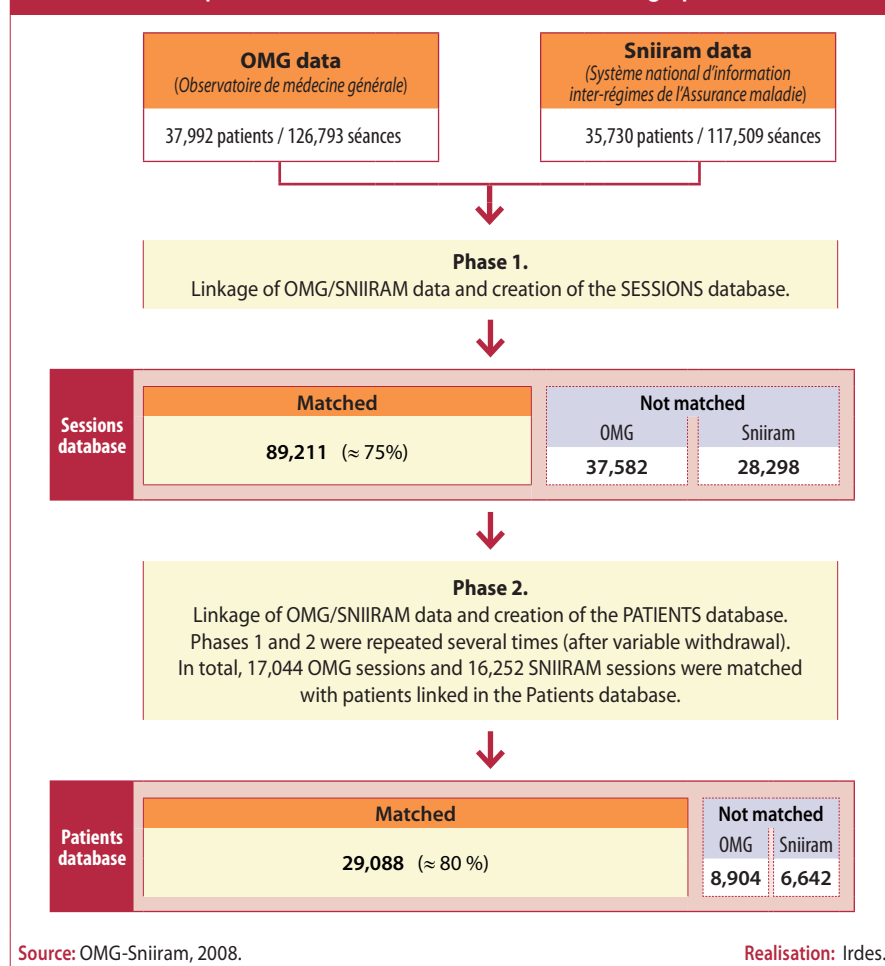 OMG data
(Observatoire de médecine générale)
37,992 patients / 126,793 séances
Sniiram data
(Système national d'information
inter-régimes de l'Assurance maladie)
35,730 patients / 117,509 séances
Phase 1.
Linkage of OMG/SNIIRAM data and creation of the SESSIONS database.
Sessions
database
Matched
89,211 (≈ 75%)
Not matched
OMG
Sniiram
37,582
28,298
Phase 2.
Linkage of OMG/SNIIRAM data and creation of the PATIENTS database.
Phases 1 and 2 were repeated several times (after variable withdrawal).
In total, 17,044 OMG sessions and 16,252 SNIIRAM sessions were matched
with patients linked in the Patients database.
Patients
database
Matched
29,088 (≈ 80 %)
Not matched
OMG
Sniiram
8,904
6,642
Source: OMG-Sniiram, 2008.
Realisation: Irdes.